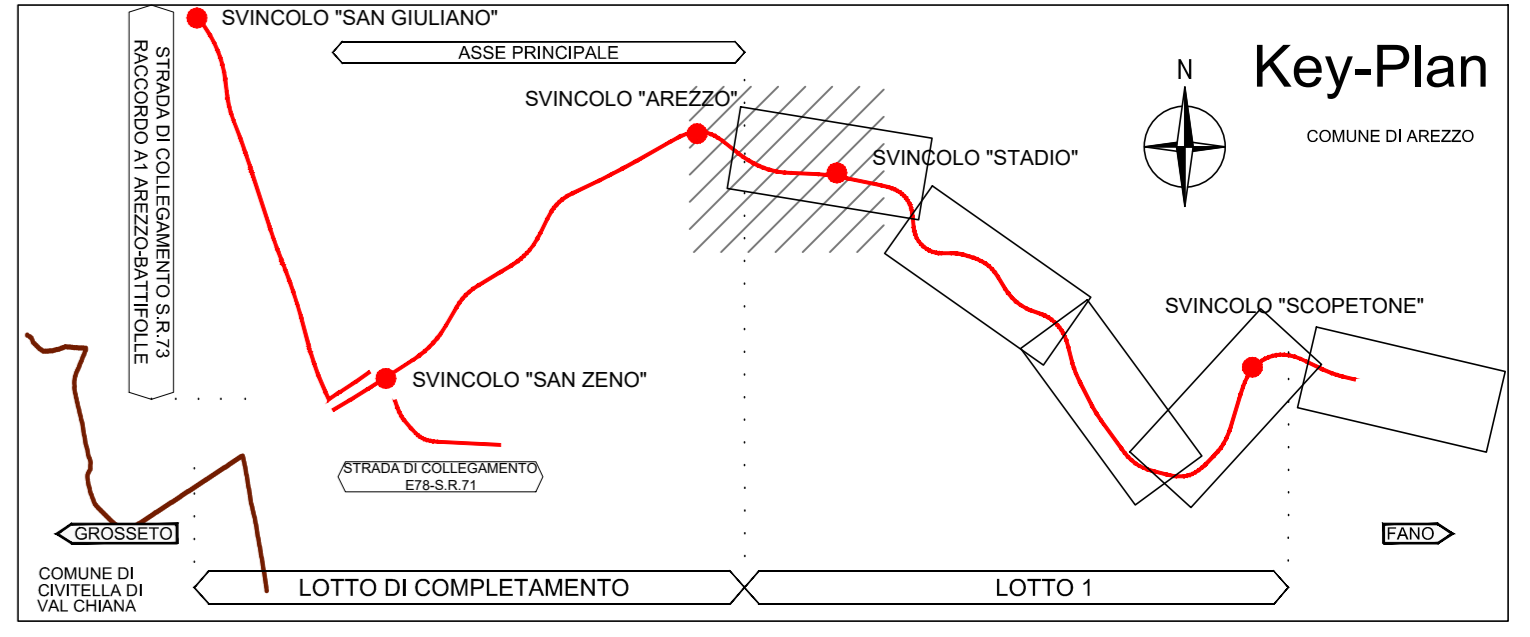 SVINCOLO "SAN GIULIANO"
ASSE PRINCIPALE
Key-Plan
N
COMUNE DI AREZZO
STRADA DI COLLEGAMENTO S.R.73
RACCORDO A1 AREZZO-BATTIFOLLE
SVINCOLO "AREZZO"
SVINCOLO "STADIO"
SVINCOLO "SCOPETONE"
SVINCOLO "SAN ZENO"
STRADA DI COLLEGAMENTO
E78-S.R.71
GROSSETO
FANO
COMUNE DI
CIVITELLA DI
VAL CHIANA
LOTTO DI COMPLETAMENTO
LOTTO 1